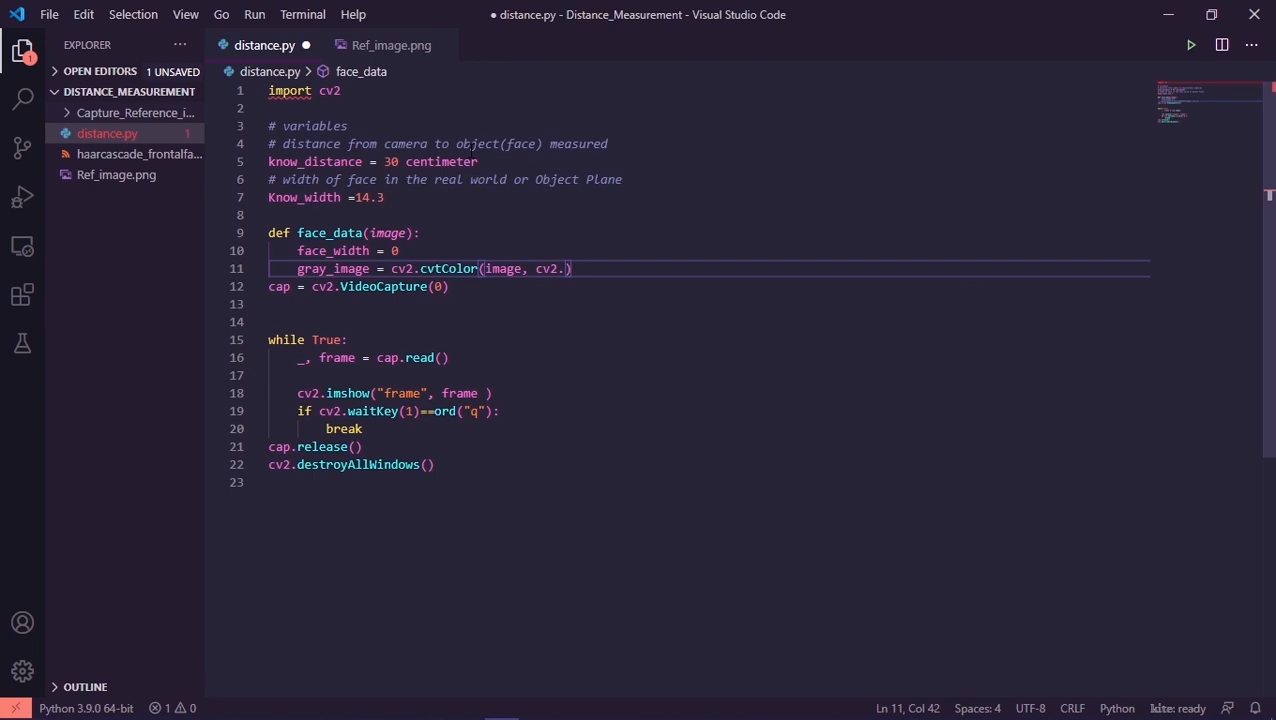 File Edit Selection View Go Run Terminal Help
● distance.py - Distance_Measurement - Visual Studio Code
EXPLORER
distance.py
Ref_image.png
OPEN EDITORS 1 UNSAVED
distance.py > face_data
DISTANCE_MEASUREMENT
Capture_Reference_i...
distance.py 1
haarcascade_frontalfa...
Ref_image.png
1
1 import cv2
2
3 # variables
4 # distance from camera to object(face) measured
5 know_distance = 30 centimeter
6 # width of face in the real world or Object Plane
7 Know_width =14.3
8
9 def face_data(image):
10 face_width = 0
11 gray_image = cv2.cvtColor(image, cv2.)
12 cap = cv2.VideoCapture(0)
13
14
15 while True:
16 _, frame = cap.read()
17
18 cv2.imshow("frame", frame )
19 if cv2.waitKey(1)==ord("q"):
20 break
21 cap.release()
22 cv2.destroyAllWindows()
23
OUTLINE
Python 3.9.0 64-bit 1 0
Ln 11, Col 42 Spaces: 4 UTF-8 CRLF Python kite: ready